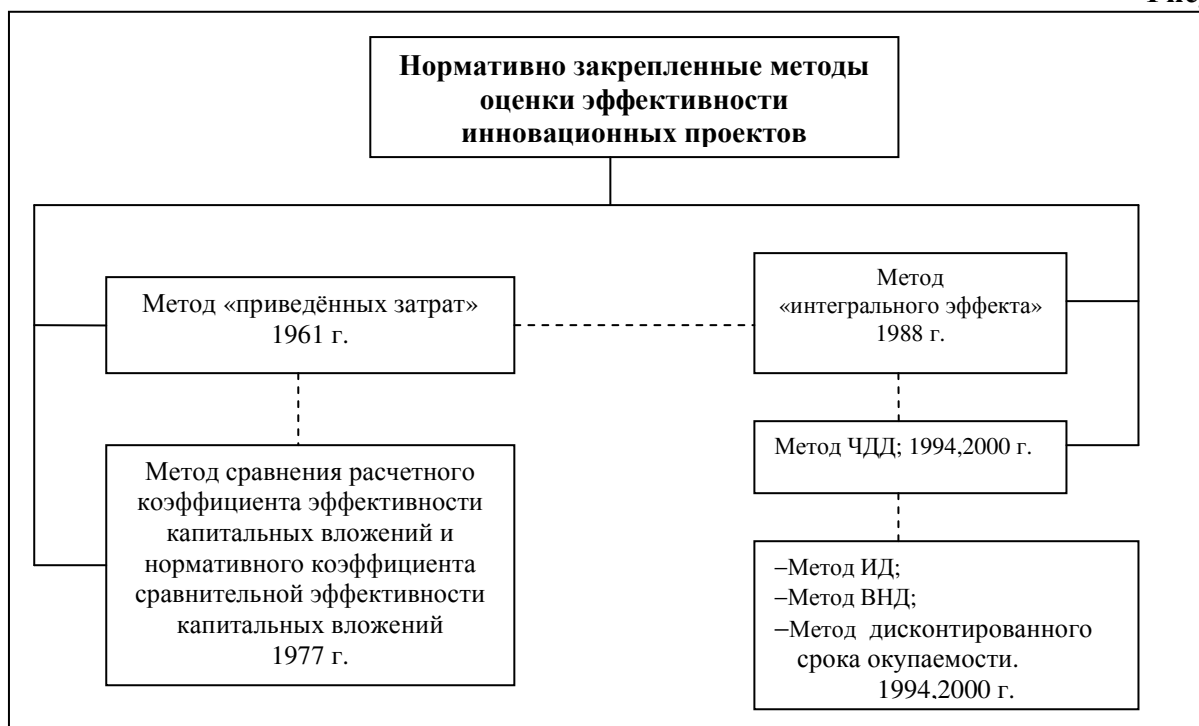 Нормативно закрепленные методы
оценки эффективности
инновационных проектов
Метод «приведённых затрат»
1961 г.
Метод
«интегрального эффекта»
1988 г.
Метод сравнения расчетного
коэффициента эффективности
капитальных вложений и
нормативного коэффициента
сравнительной эффективности
капитальных вложений
1977 г.
Метод ЧДД; 1994,2000 г.
–Метод ИД;
–Метод ВНД;
–Метод дисконтированного
срока окупаемости.
1994,2000 г.